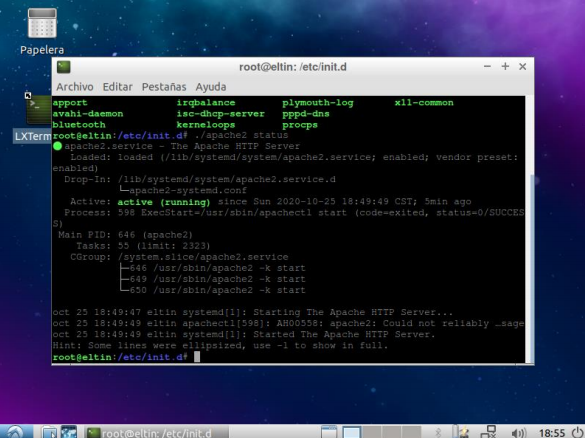 Papelera
LXTerm
root@eltin: /etc/init.d
Archivo Editar Pestañas Ayuda
apport irqbalance plymouth-log x11-common
avahi-daemon isc-dhcp-server pppd-dns
bluetooth kerneloops procps
root@eltin:/etc/init.d# ./apache2 status
apache2.service - The Apache HTTP Server
Loaded: loaded (/lib/systemd/system/apache2.service; enabled; vendor preset:
enabled)
Drop-In: /lib/systemd/system/apache2.service.d
└─apache2-systemd.conf
Active: active (running) since Sun 2020-10-25 18:49:49 CST; 5min ago
Process: 598 ExecStart=/usr/sbin/apachectl start (code=exited, status=0/SUCCES
S)
Main PID: 646 (apache2)
Tasks: 55 (limit: 2323)
CGroup: /system.slice/apache2.service
├─646 /usr/sbin/apache2 -k start
├─649 /usr/sbin/apache2 -k start
└─650 /usr/sbin/apache2 -k start
oct 25 18:49:47 eltin systemd[1]: Starting The Apache HTTP Server...
oct 25 18:49:49 eltin apachectl[598]: AH00558: apache2: Could not reliably …sage
oct 25 18:49:49 eltin systemd[1]: Started The Apache HTTP Server.
Hint: Some lines were ellipsized, use -l to show in full.
root@eltin:/etc/init.d#
root@eltin: /etc/init.d
18:55